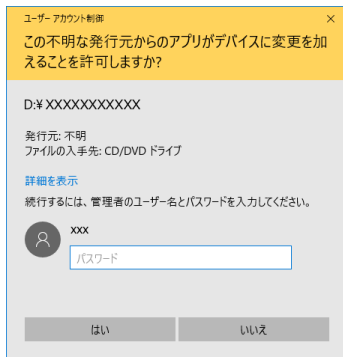 ユーザー アカウント制御
この不明な発行元からのアプリがデバイスに変更を加
えることを許可しますか?
D:¥ XXXXXXXXXXX
発行元: 不明
ファイルの入手先: CD/DVD ドライブ
詳細を表示
続行するには、管理者のユーザー名とパスワードを入力してください。
xxx
パスワード
はい
いいえ